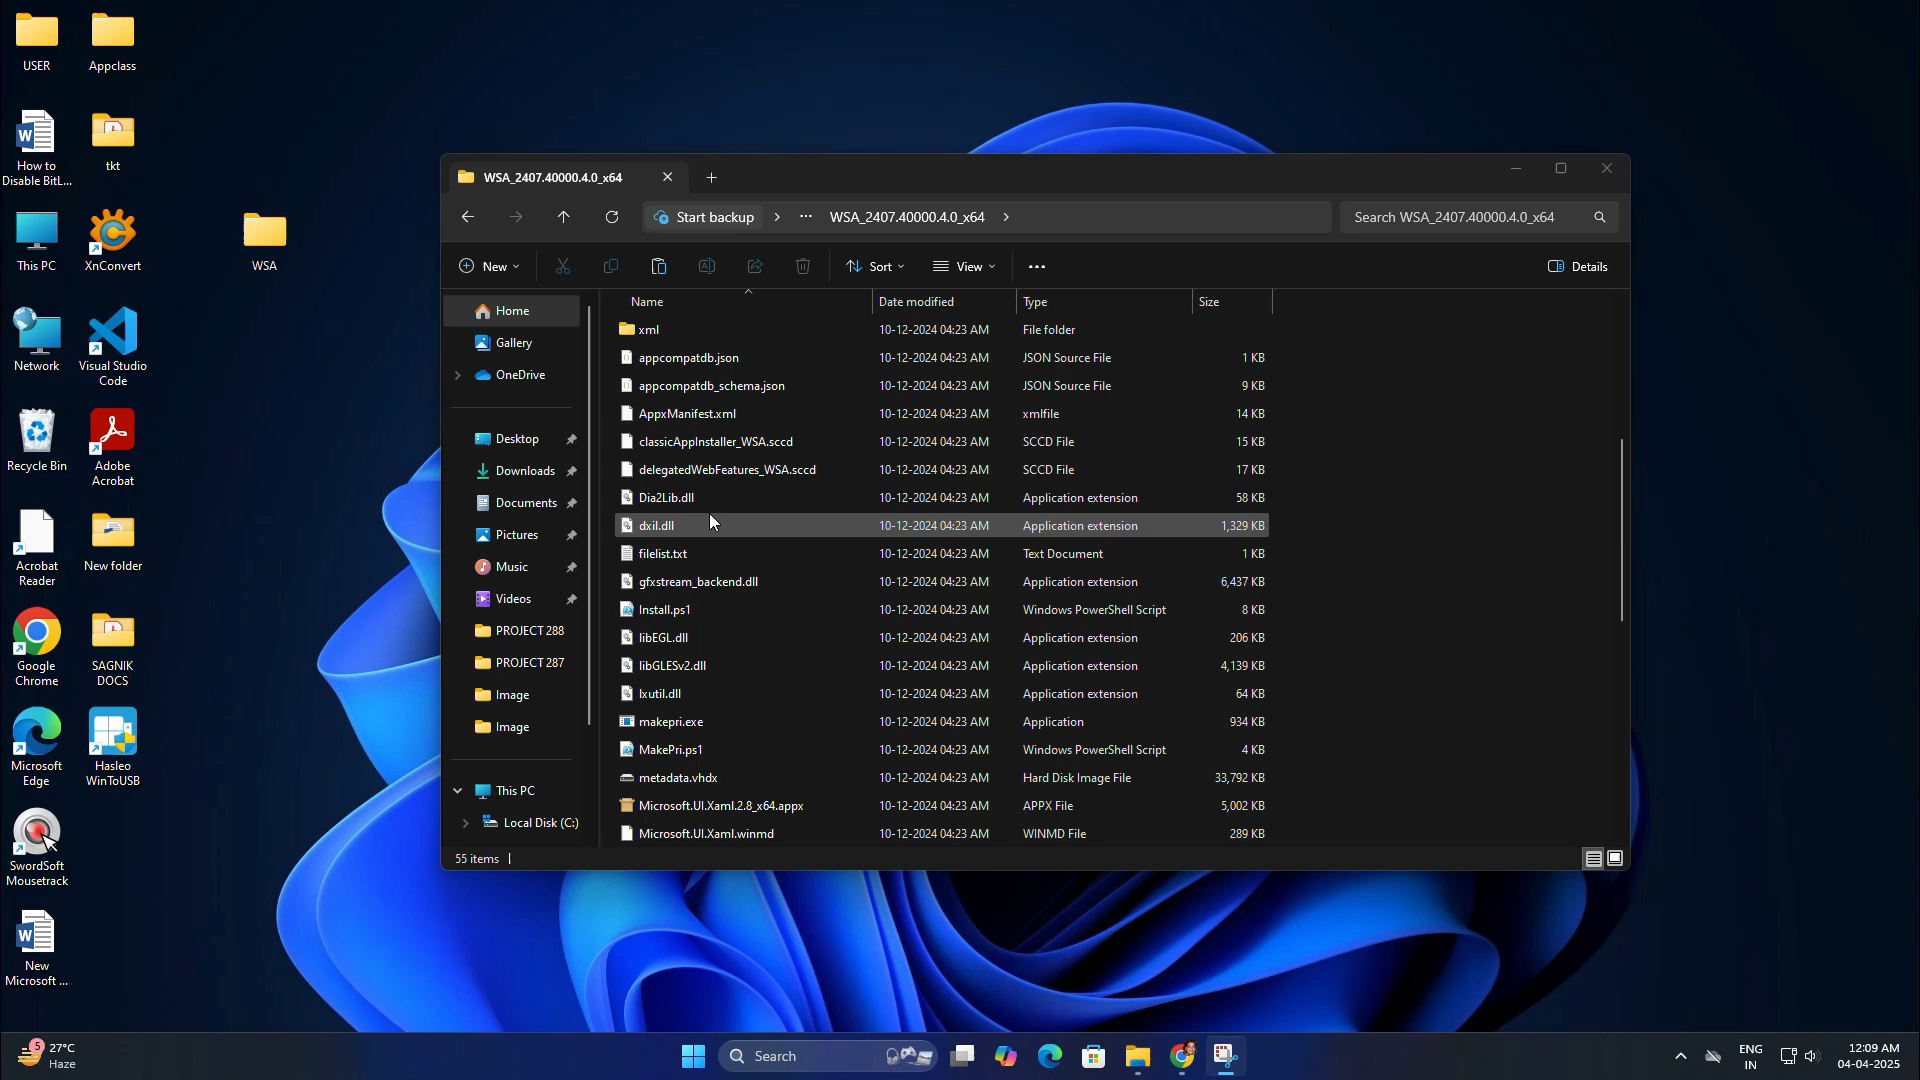 USER
Appclass
How to
Disable BitL...
tkt
This PC
XnConvert
WSA
Network
Visual Studio
Code
Recycle Bin
Adobe
Acrobat
Acrobat
Reader
New folder
Google
Chrome
SAGNIK
DOCS
Microsoft
Edge
Hasleo
WinToUSB
SwordSoft
Mousetrack
New
Microsoft ...
WSA_2407.40000.4.0_x64
Start backup
WSA_2407.40000.4.0_x64
Search WSA_2407.40000.4.0_x64
New
Sort
View
Details
Home
Gallery
OneDrive
Desktop
Downloads
Documents
Pictures
Music
Videos
PROJECT 288
PROJECT 287
Image
Image
This PC
Local Disk (C:)
Name Date modified Type Size
xml 10-12-2024 04:23 AM File folder
appcompatdb.json 10-12-2024 04:23 AM JSON Source File 1 KB
appcompatdb_schema.json 10-12-2024 04:23 AM JSON Source File 9 KB
AppxManifest.xml 10-12-2024 04:23 AM xmlfile 14 KB
classicAppInstaller_WSA.sccd 10-12-2024 04:23 AM SCCD File 15 KB
delegatedWebFeatures_WSA.sccd 10-12-2024 04:23 AM SCCD File 17 KB
Dia2Lib.dll 10-12-2024 04:23 AM Application extension 58 KB
dxil.dll 10-12-2024 04:23 AM Application extension 1,329 KB
filelist.txt 10-12-2024 04:23 AM Text Document 1 KB
gfxstream_backend.dll 10-12-2024 04:23 AM Application extension 6,437 KB
Install.ps1 10-12-2024 04:23 AM Windows PowerShell Script 8 KB
libEGL.dll 10-12-2024 04:23 AM Application extension 206 KB
libGLESv2.dll 10-12-2024 04:23 AM Application extension 4,139 KB
lxutil.dll 10-12-2024 04:23 AM Application extension 64 KB
makepri.exe 10-12-2024 04:23 AM Application 934 KB
MakePri.ps1 10-12-2024 04:23 AM Windows PowerShell Script 4 KB
metadata.vhdx 10-12-2024 04:23 AM Hard Disk Image File 33,792 KB
Microsoft.UI.Xaml.2.8_x64.appx 10-12-2024 04:23 AM APPX File 5,002 KB
Microsoft.UI.Xaml.winmd 10-12-2024 04:23 AM WINMD File 289 KB
55 items
5
27°C
Haze
Search
ENG
IN
12:09 AM
04-04-2025